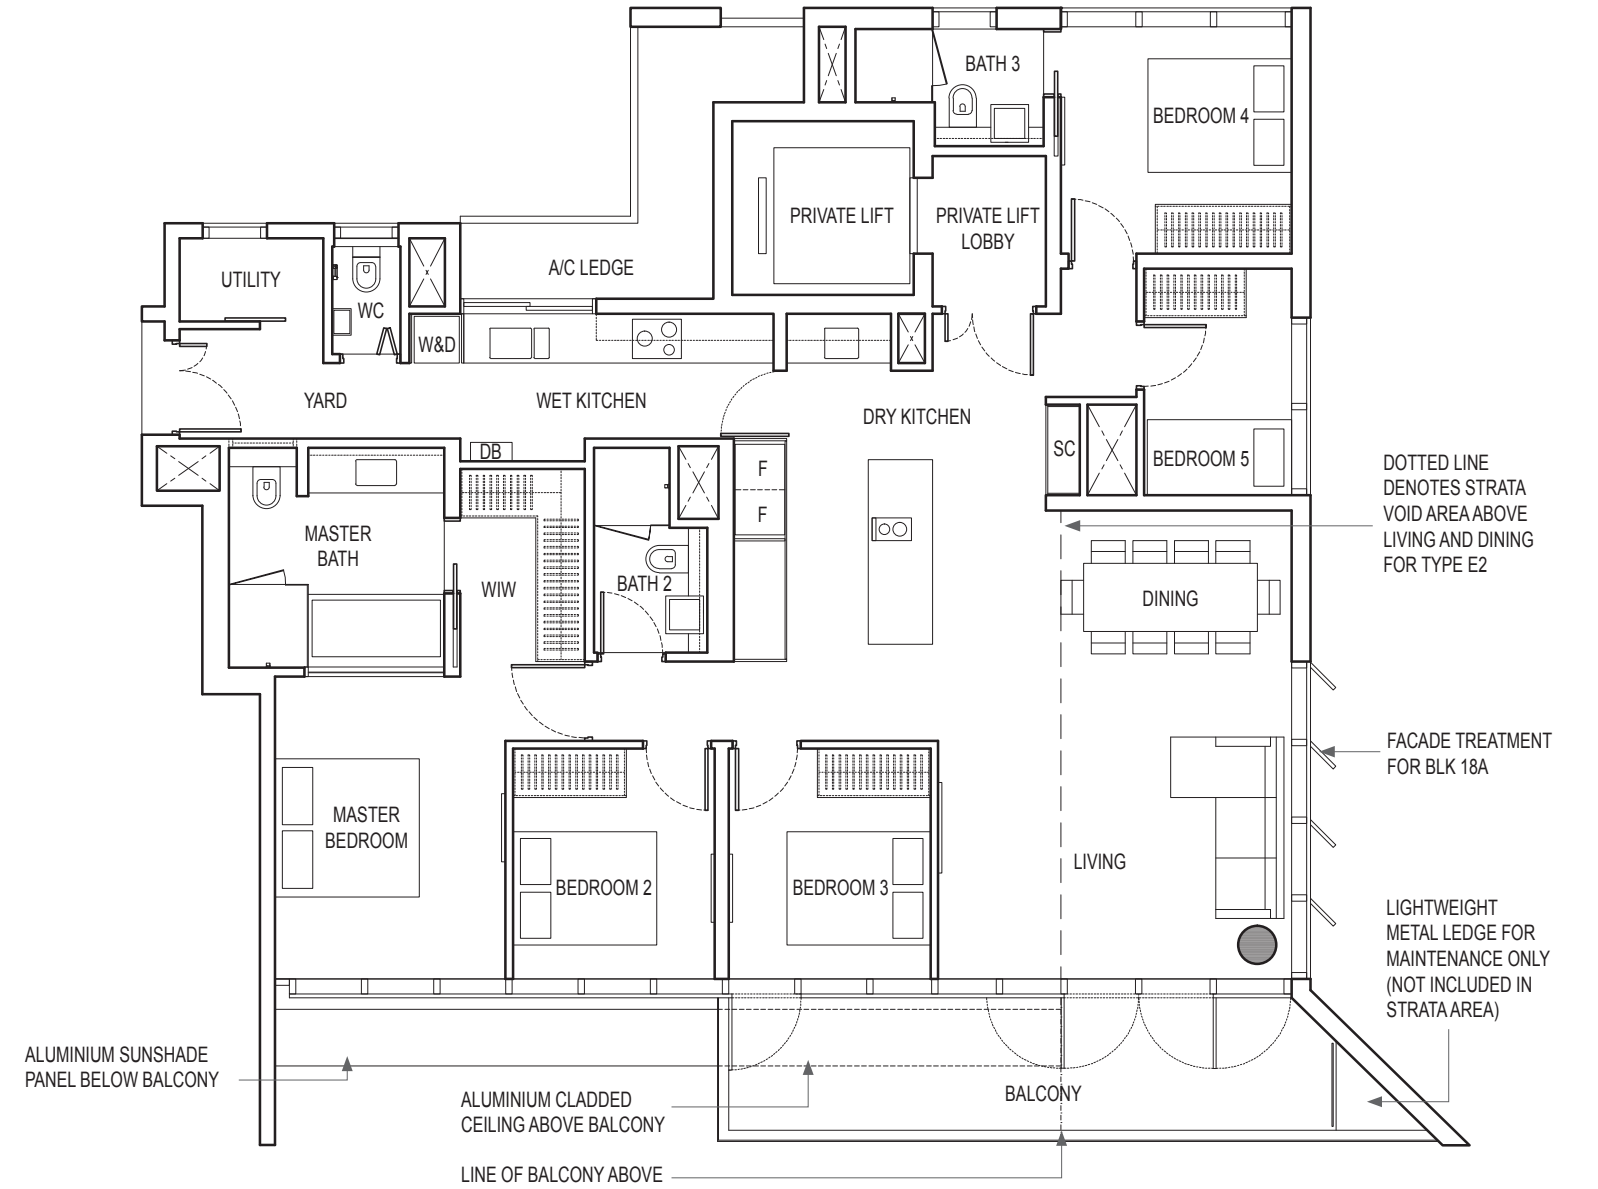 BATH 3
BEDROOM 4
PRIVATE LIFT
PRIVATE LIFT
LOBBY
A/C LEDGE
UTILITY
WC
W&D
YARD
WET KITCHEN
DRY KITCHEN
DB
SC
BEDROOM 5
F
F
MASTER
BATH
WIW
BATH 2
DINING
DOTTED LINE
DENOTES STRATA
VOID AREA ABOVE
LIVING AND DINING
FOR TYPE E2
FACADE TREATMENT
FOR BLK 18A
MASTER
BEDROOM
BEDROOM 2
BEDROOM 3
LIVING
LIGHTWEIGHT
METAL LEDGE FOR
MAINTENANCE ONLY
(NOT INCLUDED IN
STRATA AREA)
ALUMINIUM SUNSHADE
PANEL BELOW BALCONY
ALUMINIUM CLADDED
CEILING ABOVE BALCONY
BALCONY
LINE OF BALCONY ABOVE